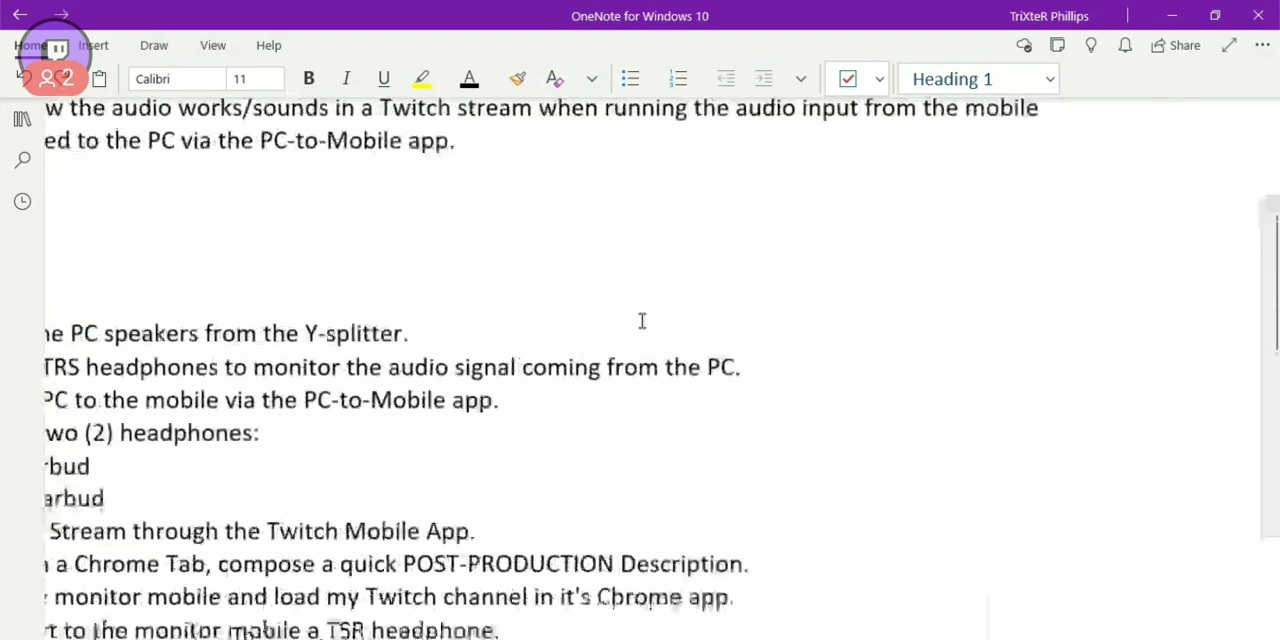 OneNote for Windows 10
TriXteR Phillips
Home Insert Draw View Help
Share
2
Calibri 11 B I U A Heading 1
w the audio works/sounds in a Twitch stream when running the audio input from the mobile
ed to the PC via the PC-to-Mobile app.
he PC speakers from the Y-splitter.
TRS headphones to monitor the audio signal coming from the PC.
PC to the mobile via the PC-to-Mobile app.
wo (2) headphones:
rbud
arbud
Stream through the Twitch Mobile App.
a Chrome Tab, compose a quick POST-PRODUCTION Description.
monitor mobile and load my Twitch channel in it's Chrome app.
t to the monitor mobile a TSR headphone.